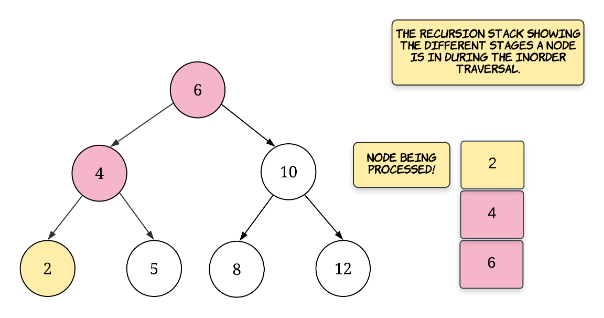 THE RECURSION STACK SHOWING
THE DIFFERENT STAGES A NODE
IS IN DURING THE INORDER
TRAVERSAL.
6
4
10
2
5
8
12
NODE BEING
PROCESSED!
2
4
6